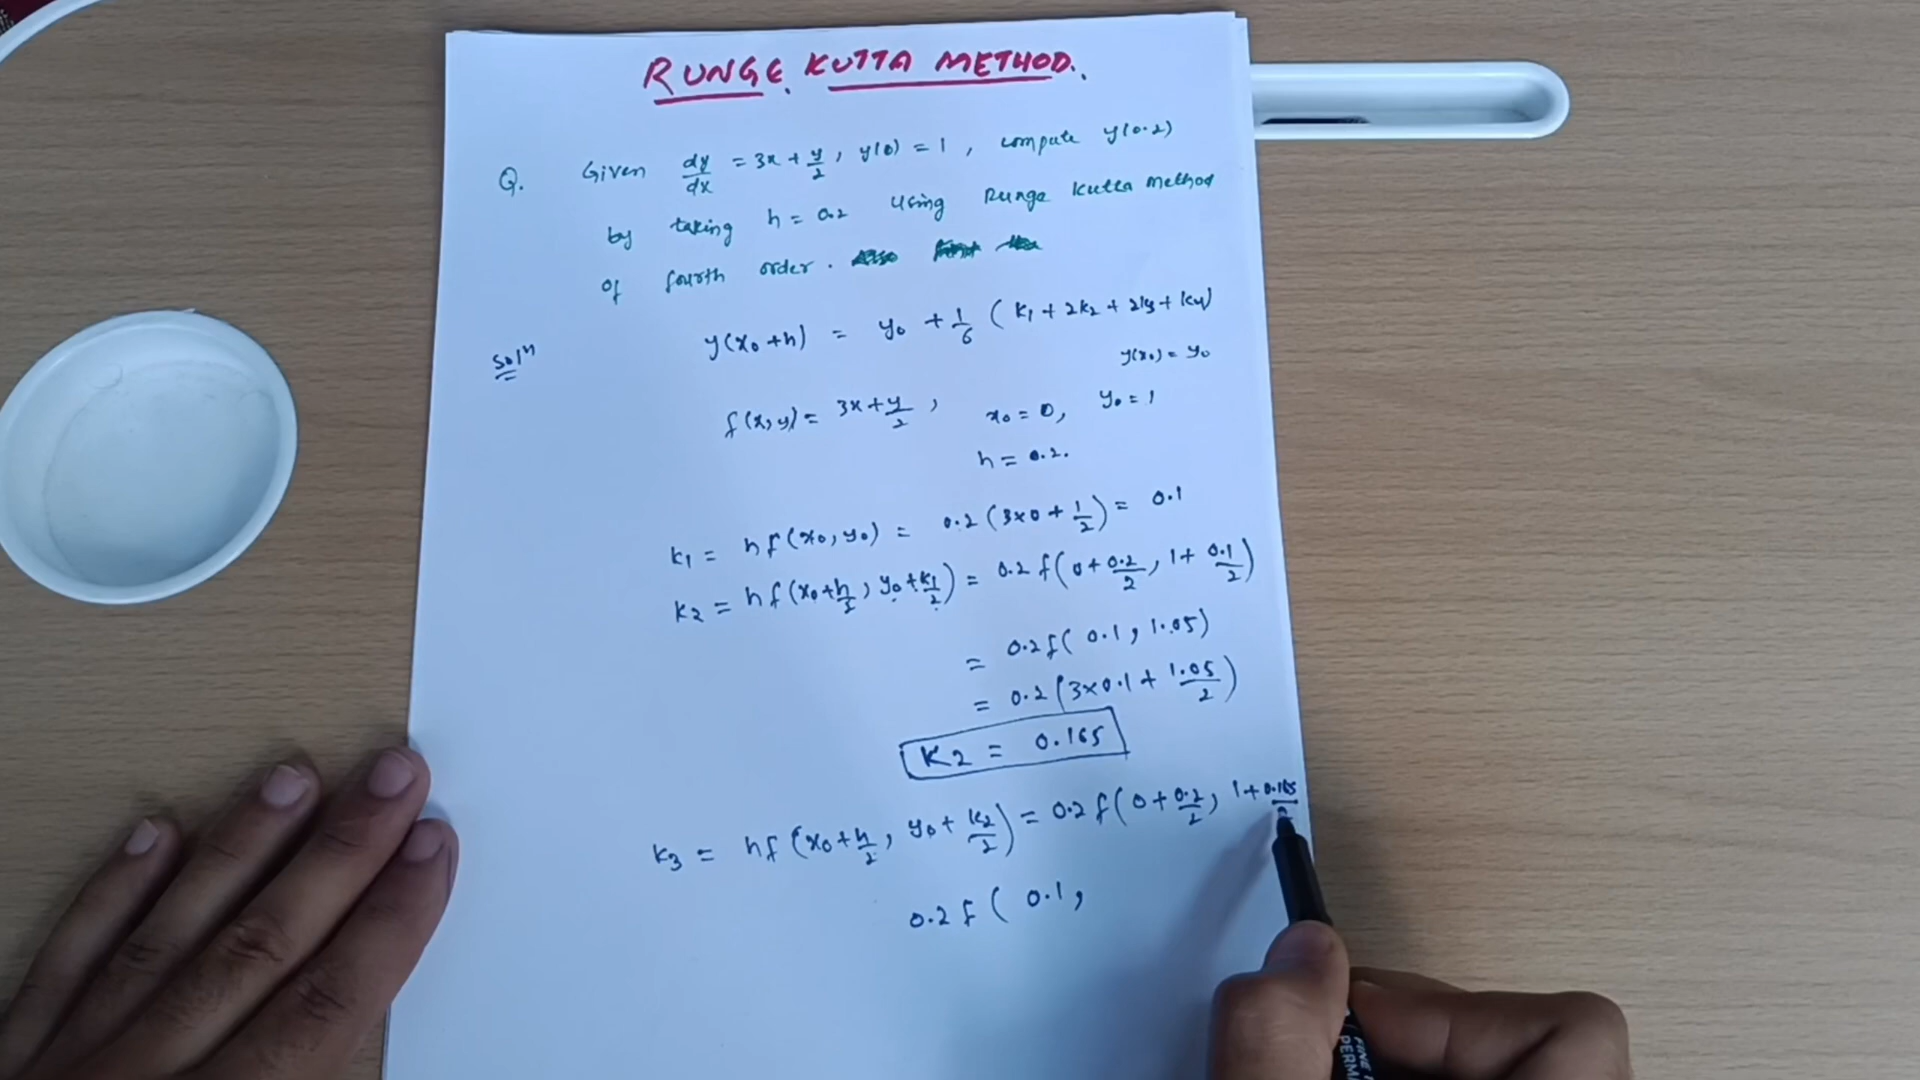 RUNGE KUTTA METHOD.
Q. Given dy/dx = 3x + y/2, y(0) = 1, compute y(0.2)
by taking h = 0.2 using Runge Kutta Method
of fourth order.
Solⁿ
y(x₀+h) = y₀ + 1/6 (k₁ + 2k₂ + 2k₃ + k₄)
y(x₀) = y₀
f(x,y) = 3x + y/2, x₀ = 0, y₀ = 1
h = 0.2.
k₁ = hf(x₀, y₀) = 0.2 (3×0 + 1/2) = 0.1
k₂ = hf(x₀+h/2, y₀+k₁/2) = 0.2 f(0+0.2/2, 1+0.1/2)
= 0.2f(0.1, 1.05)
= 0.2(3×0.1 + 1.05/2)
K₂ = 0.165
k₃ = hf(x₀+h/2, y₀+k₂/2) = 0.2 f(0+0.2/2, 1+0.165/
0.2 f(0.1,
FINE
PERMA